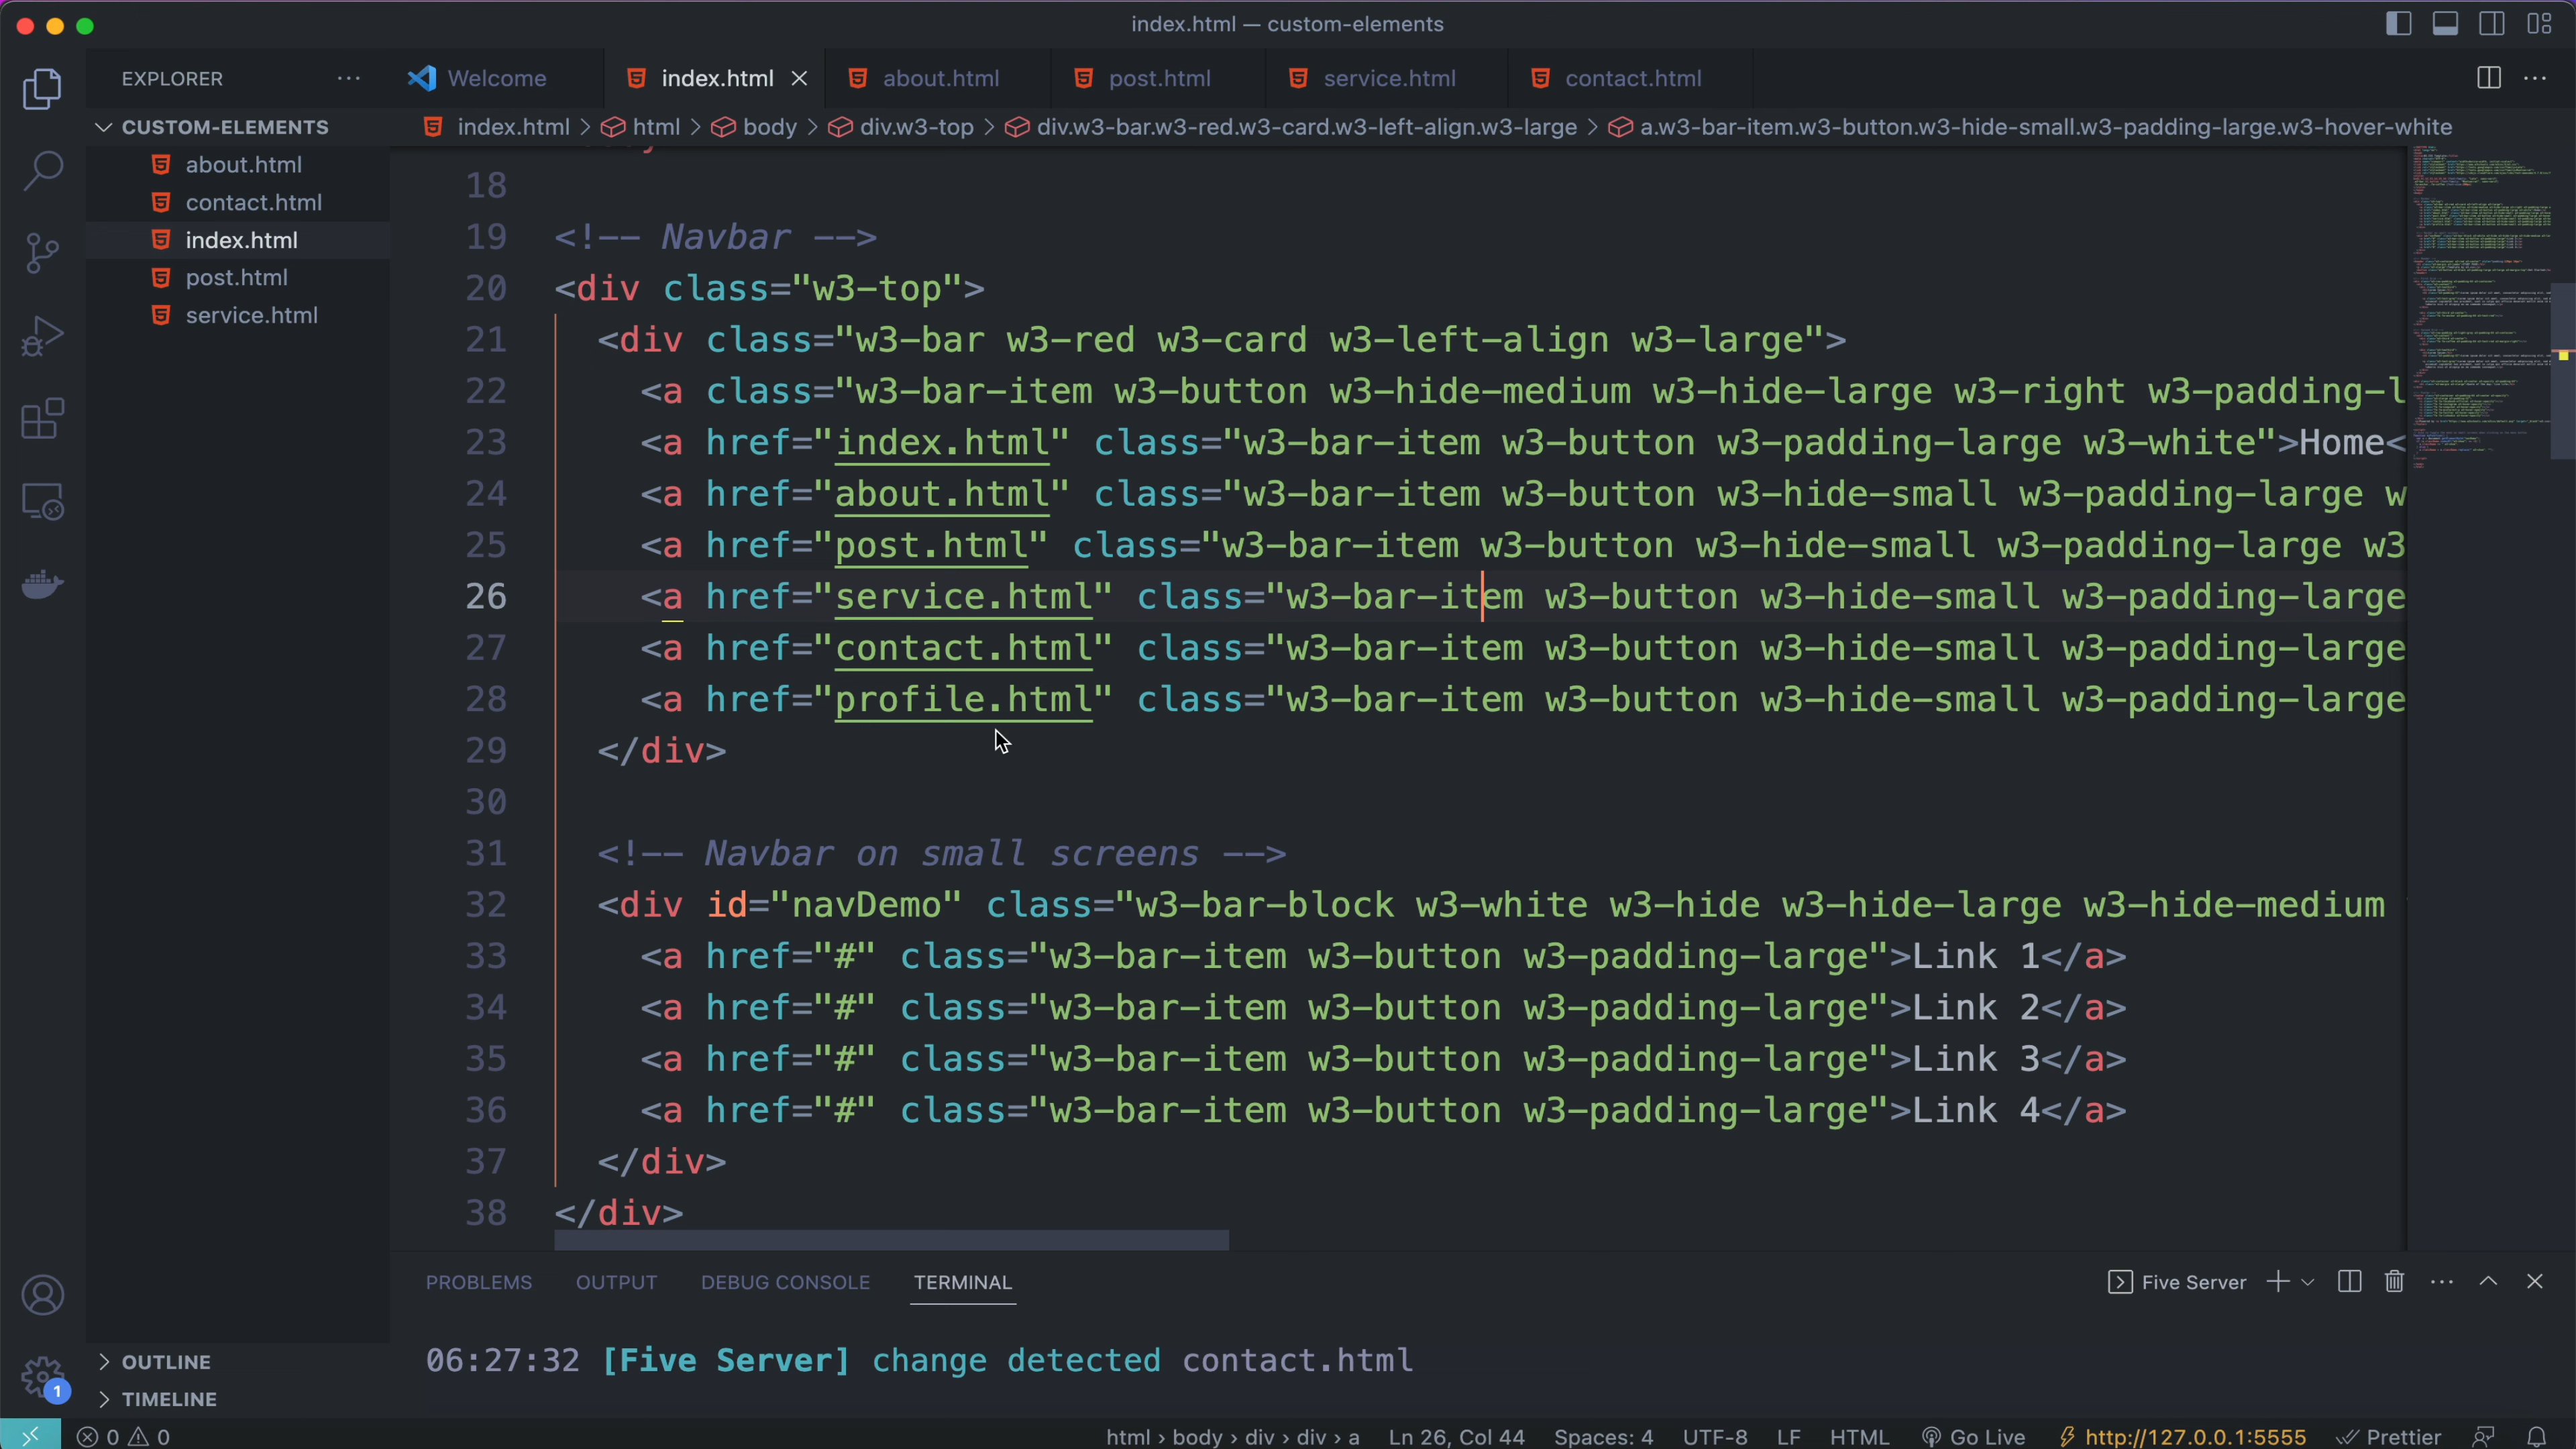 index.html — custom-elements
EXPLORER
Welcome
index.html
about.html
post.html
service.html
contact.html
CUSTOM-ELEMENTS
about.html
contact.html
index.html
post.html
service.html
index.html > html > body > div.w3-top > div.w3-bar.w3-red.w3-card.w3-left-align.w3-large > a.w3-bar-item.w3-button.w3-hide-small.w3-padding-large.w3-hover-white
18
19 <!-- Navbar -->
20 <div class="w3-top">
21 <div class="w3-bar w3-red w3-card w3-left-align w3-large">
22 <a class="w3-bar-item w3-button w3-hide-medium w3-hide-large w3-right w3-padding-l
23 <a href="index.html" class="w3-bar-item w3-button w3-padding-large w3-white">Home<
24 <a href="about.html" class="w3-bar-item w3-button w3-hide-small w3-padding-large w
25 <a href="post.html" class="w3-bar-item w3-button w3-hide-small w3-padding-large w3
26 <a href="service.html" class="w3-bar-item w3-button w3-hide-small w3-padding-large
27 <a href="contact.html" class="w3-bar-item w3-button w3-hide-small w3-padding-large
28 <a href="profile.html" class="w3-bar-item w3-button w3-hide-small w3-padding-large
29 </div>
30
31 <!-- Navbar on small screens -->
32 <div id="navDemo" class="w3-bar-block w3-white w3-hide w3-hide-large w3-hide-medium
33 <a href="#" class="w3-bar-item w3-button w3-padding-large">Link 1</a>
34 <a href="#" class="w3-bar-item w3-button w3-padding-large">Link 2</a>
35 <a href="#" class="w3-bar-item w3-button w3-padding-large">Link 3</a>
36 <a href="#" class="w3-bar-item w3-button w3-padding-large">Link 4</a>
37 </div>
38 </div>
PROBLEMS OUTPUT DEBUG CONSOLE TERMINAL
Five Server
06:27:32 [Five Server] change detected contact.html
OUTLINE
TIMELINE
1
0 0
html > body > div > div > a
Ln 26, Col 44
Spaces: 4
UTF-8
LF
HTML
Go Live
http://127.0.0.1:5555
Prettier